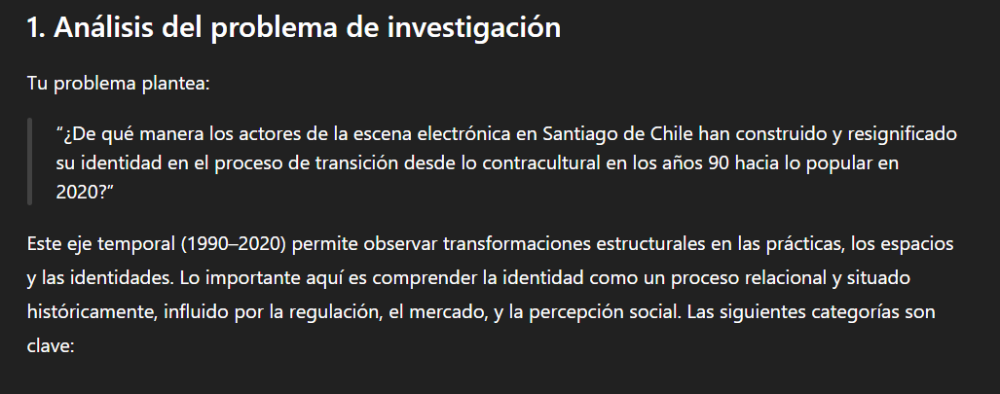 1. Análisis del problema de investigación
Tu problema plantea:
“¿De qué manera los actores de la escena electrónica en Santiago de Chile han construido y resignificado
su identidad en el proceso de transición desde lo contracultural en los años 90 hacia lo popular en
2020?”
Este eje temporal (1990–2020) permite observar transformaciones estructurales en las prácticas, los espacios
y las identidades. Lo importante aquí es comprender la identidad como un proceso relacional y situado
históricamente, influido por la regulación, el mercado, y la percepción social. Las siguientes categorías son
clave: